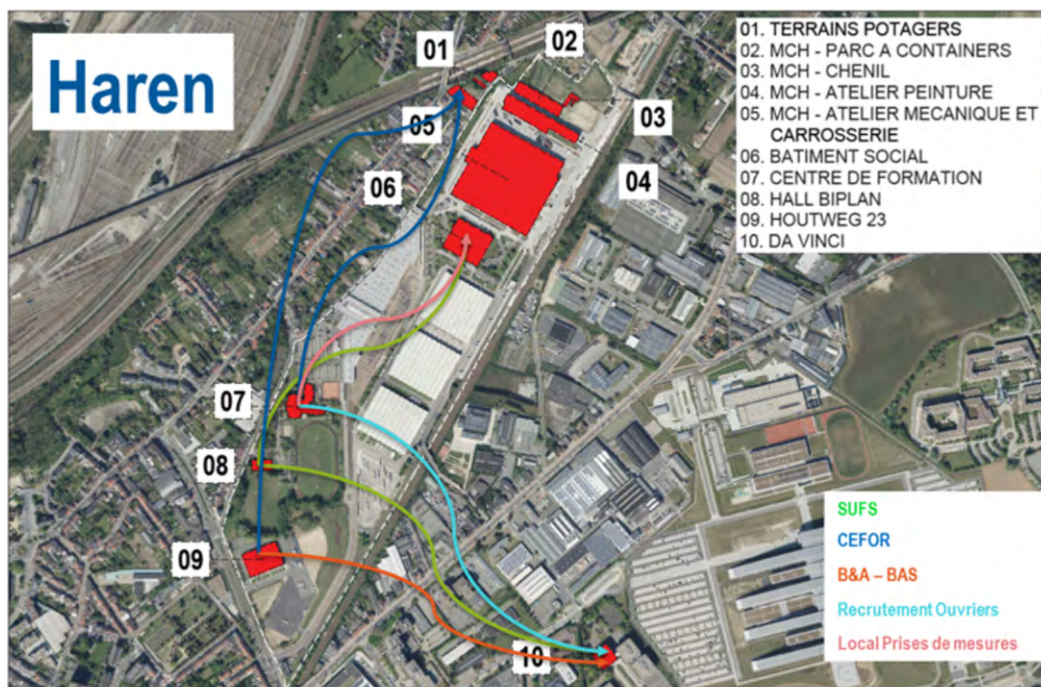 Haren
01. TERRAINS POTAGERS
02. MCH - PARC A CONTAINERS
03. MCH - CHENIL
04. MCH - ATELIER PEINTURE
05. MCH - ATELIER MECANIQUE ET
CARROSSERIE
06. BATIMENT SOCIAL
07. CENTRE DE FORMATION
08. HALL BIPLAN
09. HOUTWEG 23
10. DA VINCI
01
02
03
04
05
06
07
08
09
10
SUFS
CEFOR
B&A – BAS
Recrutement Ouvriers
Local Prises de mesures